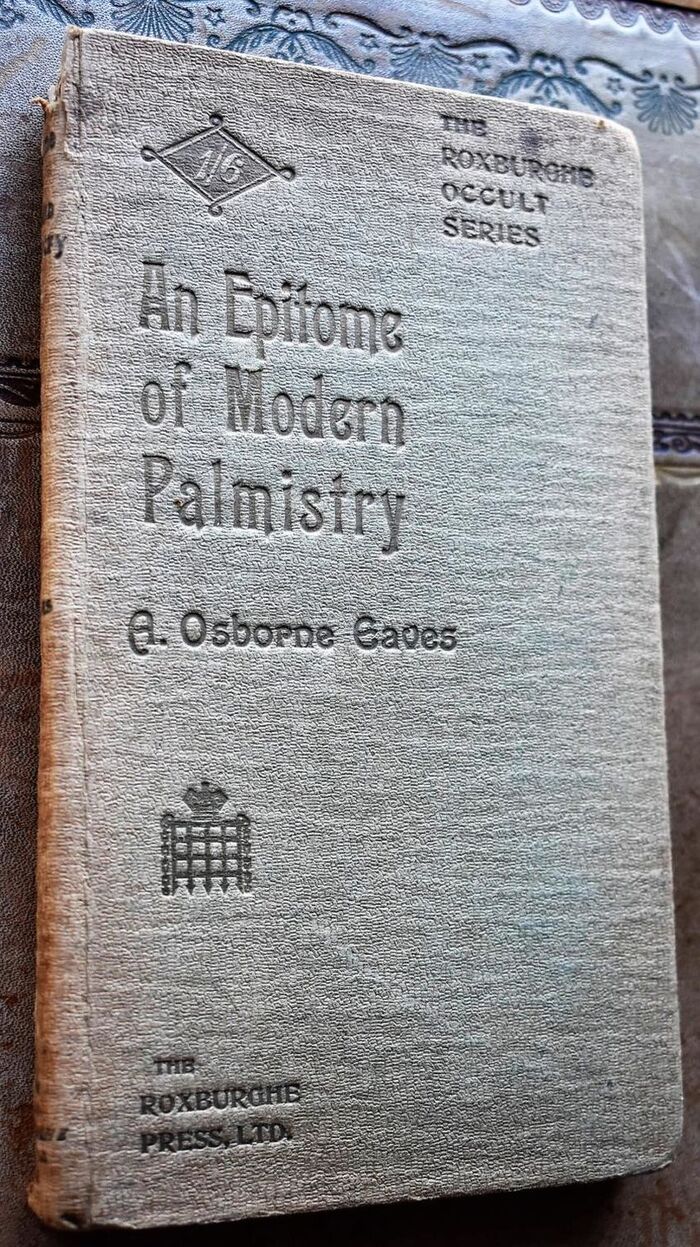 1/6
THE
ROXBURGHE
OCCULT
SERIES
An Epitome
of Modern
Palmistry
A. Osborne Eaves
THE
ROXBURGHE
PRESS, LTD.